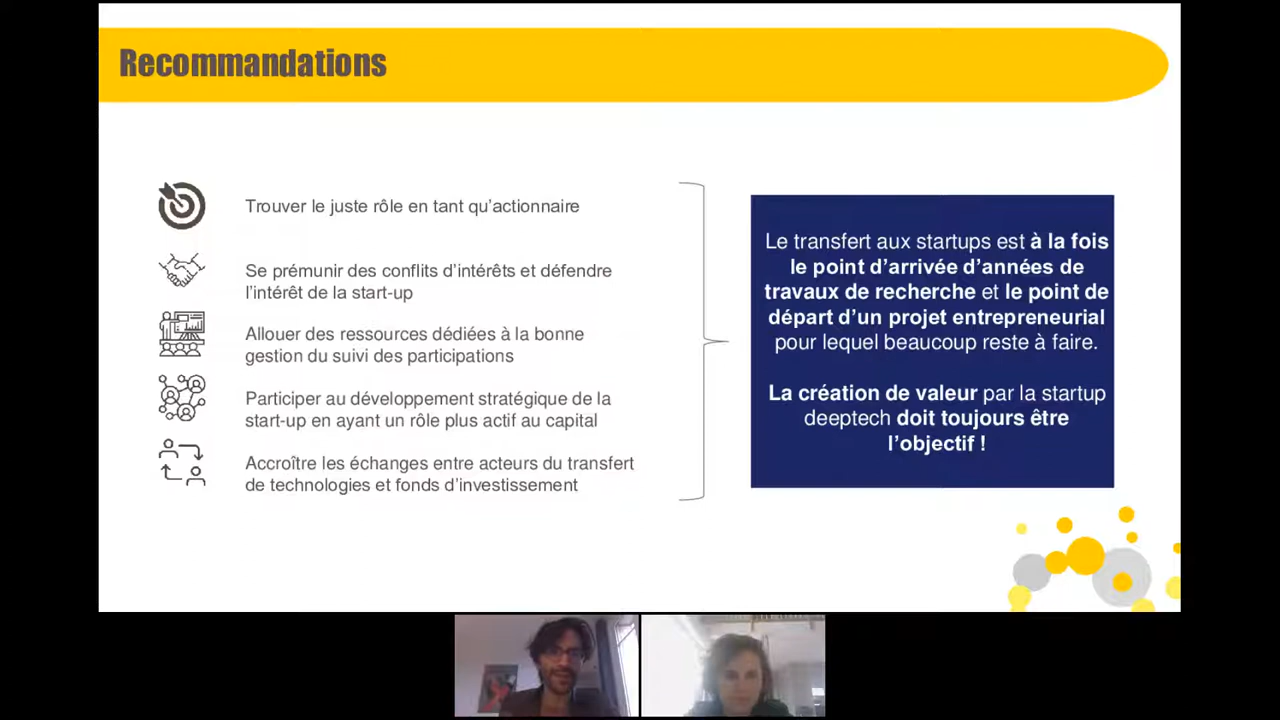 Recommandations
Trouver le juste rôle en tant qu’actionnaire
Se prémunir des conflits d’intérêts et défendre
l’intérêt de la start-up
Allouer des ressources dédiées à la bonne
gestion du suivi des participations
Participer au développement stratégique de la
start-up en ayant un rôle plus actif au capital
Accroître les échanges entre acteurs du transfert
de technologies et fonds d’investissement
Le transfert aux startups est à la fois
le point d’arrivée d’années de
travaux de recherche et le point de
départ d’un projet entrepreneurial
pour lequel beaucoup reste à faire.
La création de valeur par la startup
deeptech doit toujours être
l’objectif !